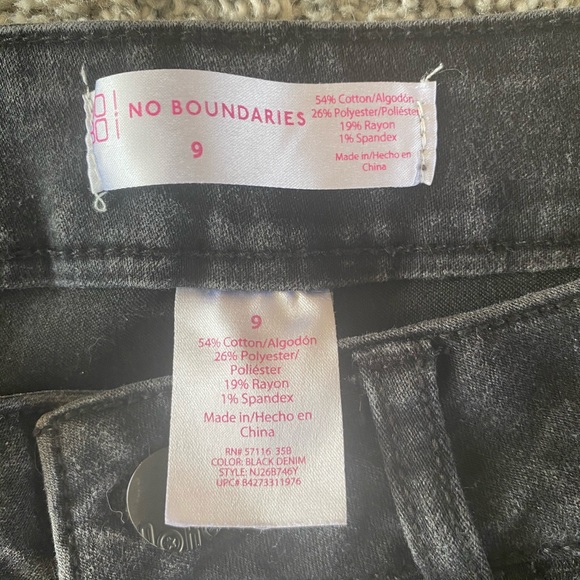 NO BOUNDARIES
9
54% Cotton/Algodón
26% Polyester/Poliéster
19% Rayon
1% Spandex
Made in/Hecho en
China
9
54% Cotton/Algodón
26% Polyester/
Poliéster
19% Rayon
1% Spandex
Made in/Hecho en
China
RN# 57116 35B
COLOR: BLACK DENIM
STYLE: NJ26B746Y
UPC# 84273311976